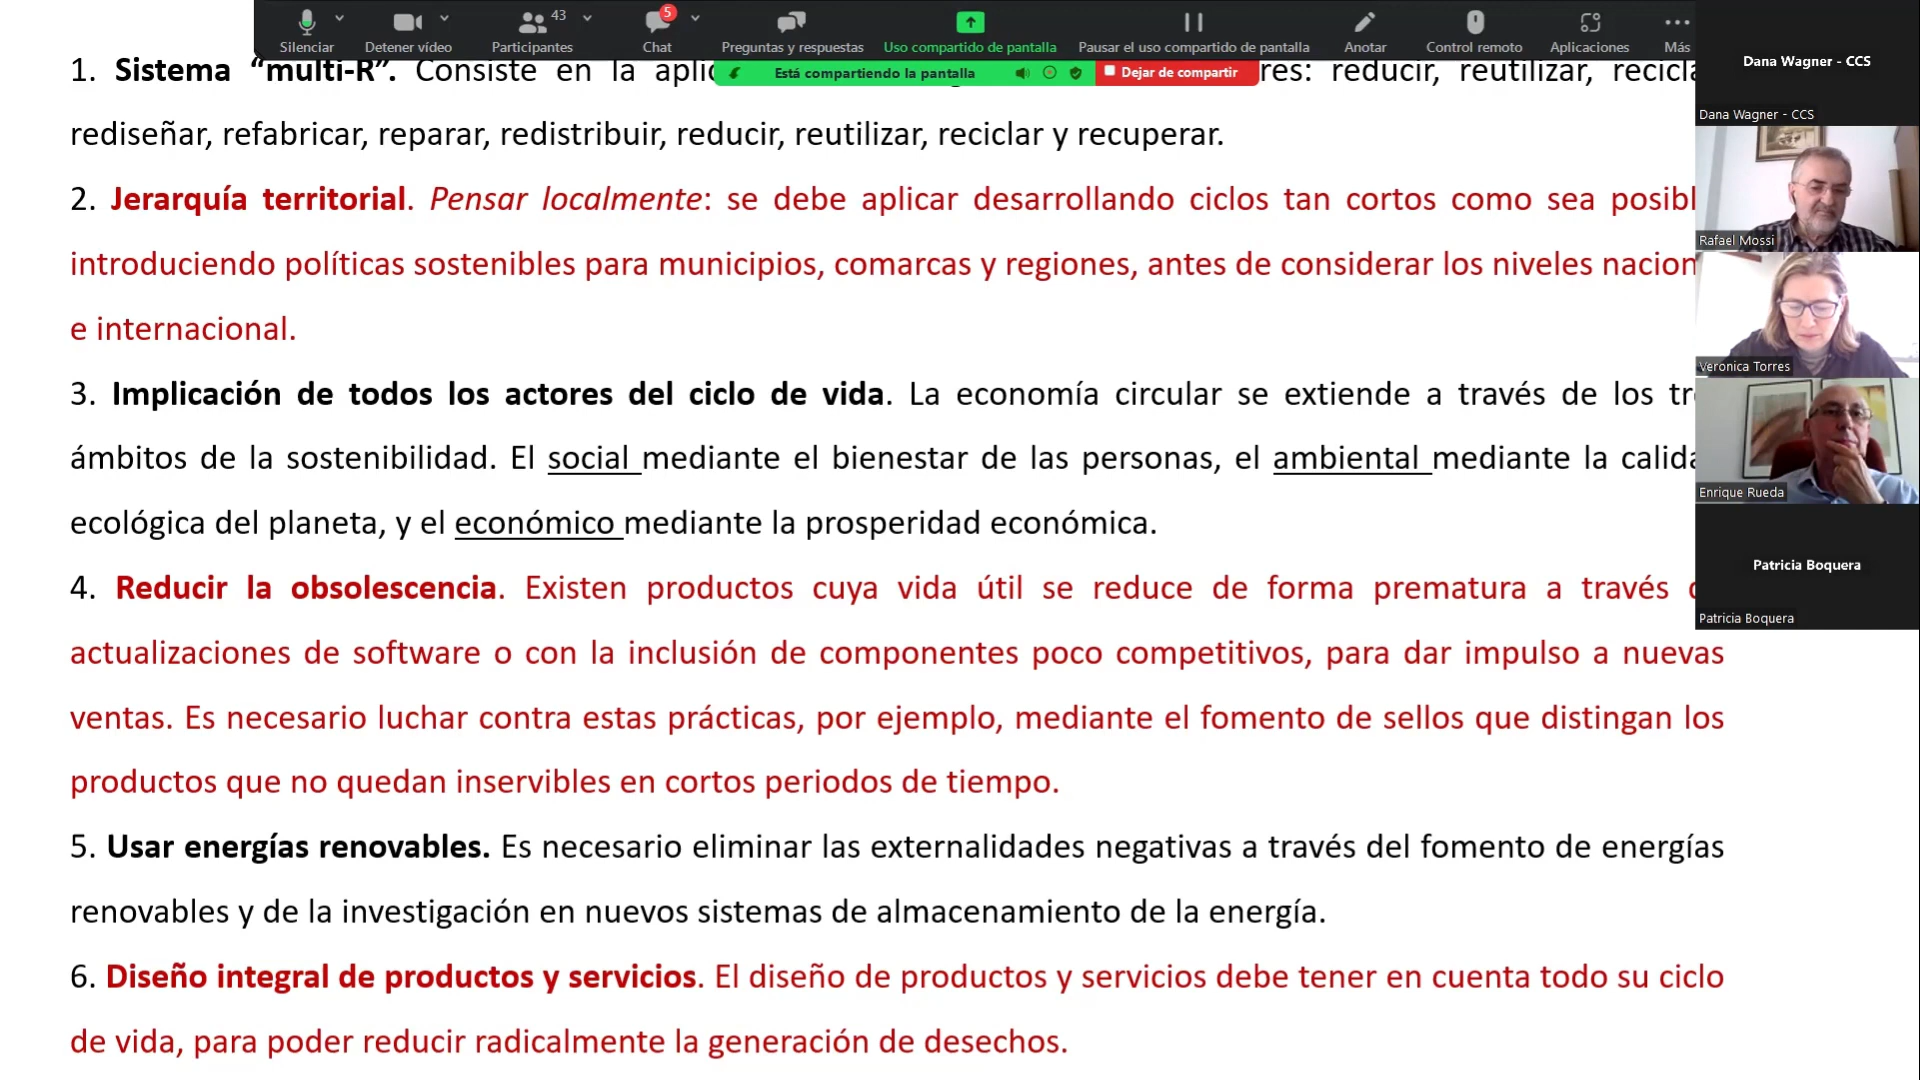 Silenciar
Detener vídeo
43
Participantes
5
Chat
Preguntas y respuestas
Uso compartido de pantalla
Pausar el uso compartido de pantalla
Anotar
Control remoto
Aplicaciones
Más
Está compartiendo la pantalla
Dejar de compartir
1. Sistema “multi-R”. Consiste en la res: reducir, reutilizar,
rediseñar, refabricar, reparar, redistribuir, reducir, reutilizar, reciclar y recuperar.
2. Jerarquía territorial. Pensar localmente: se debe aplicar desarrollando ciclos tan cortos como sea
introduciendo políticas sostenibles para municipios, comarcas y regiones, antes de considerar los niveles
e internacional.
3. Implicación de todos los actores del ciclo de vida. La economía circular se extiende a través de los
ámbitos de la sostenibilidad. El social mediante el bienestar de las personas, el ambiental mediante la
ecológica del planeta, y el económico mediante la prosperidad económica.
4. Reducir la obsolescencia. Existen productos cuya vida útil se reduce de forma prematura a través
actualizaciones de software o con la inclusión de componentes poco competitivos, para dar impulso a nuevas
ventas. Es necesario luchar contra estas prácticas, por ejemplo, mediante el fomento de sellos que distingan los
productos que no quedan inservibles en cortos periodos de tiempo.
5. Usar energías renovables. Es necesario eliminar las externalidades negativas a través del fomento de energías
renovables y de la investigación en nuevos sistemas de almacenamiento de la energía.
6. Diseño integral de productos y servicios. El diseño de productos y servicios debe tener en cuenta todo su ciclo
de vida, para poder reducir radicalmente la generación de desechos.
Dana Wagner - CCS
Dana Wagner - CCS
Rafael Mossi
Veronica Torres
Enrique Rueda
Patricia Boquera
Patricia Boquera